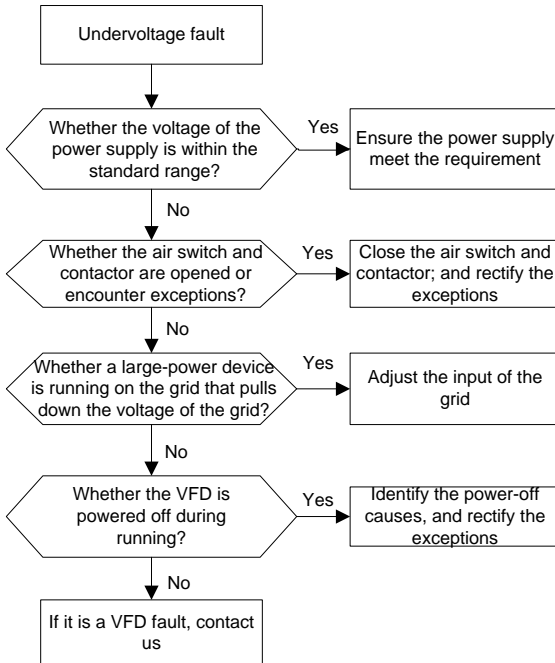 Undervoltage fault
Whether the voltage of the
power supply is within the
standard range?
Yes
Ensure the power supply
meet the requirement
No
Whether the air switch and
contactor are opened or
encounter exceptions?
Yes
Close the air switch and
contactor; and rectify the
exceptions
No
Whether a large-power device
is running on the grid that pulls
down the voltage of the grid?
Yes
Adjust the input of the
grid
No
Whether the VFD is
powered off during
running?
Yes
Identify the power-off
causes, and rectify the
exceptions
No
If it is a VFD fault, contact
us